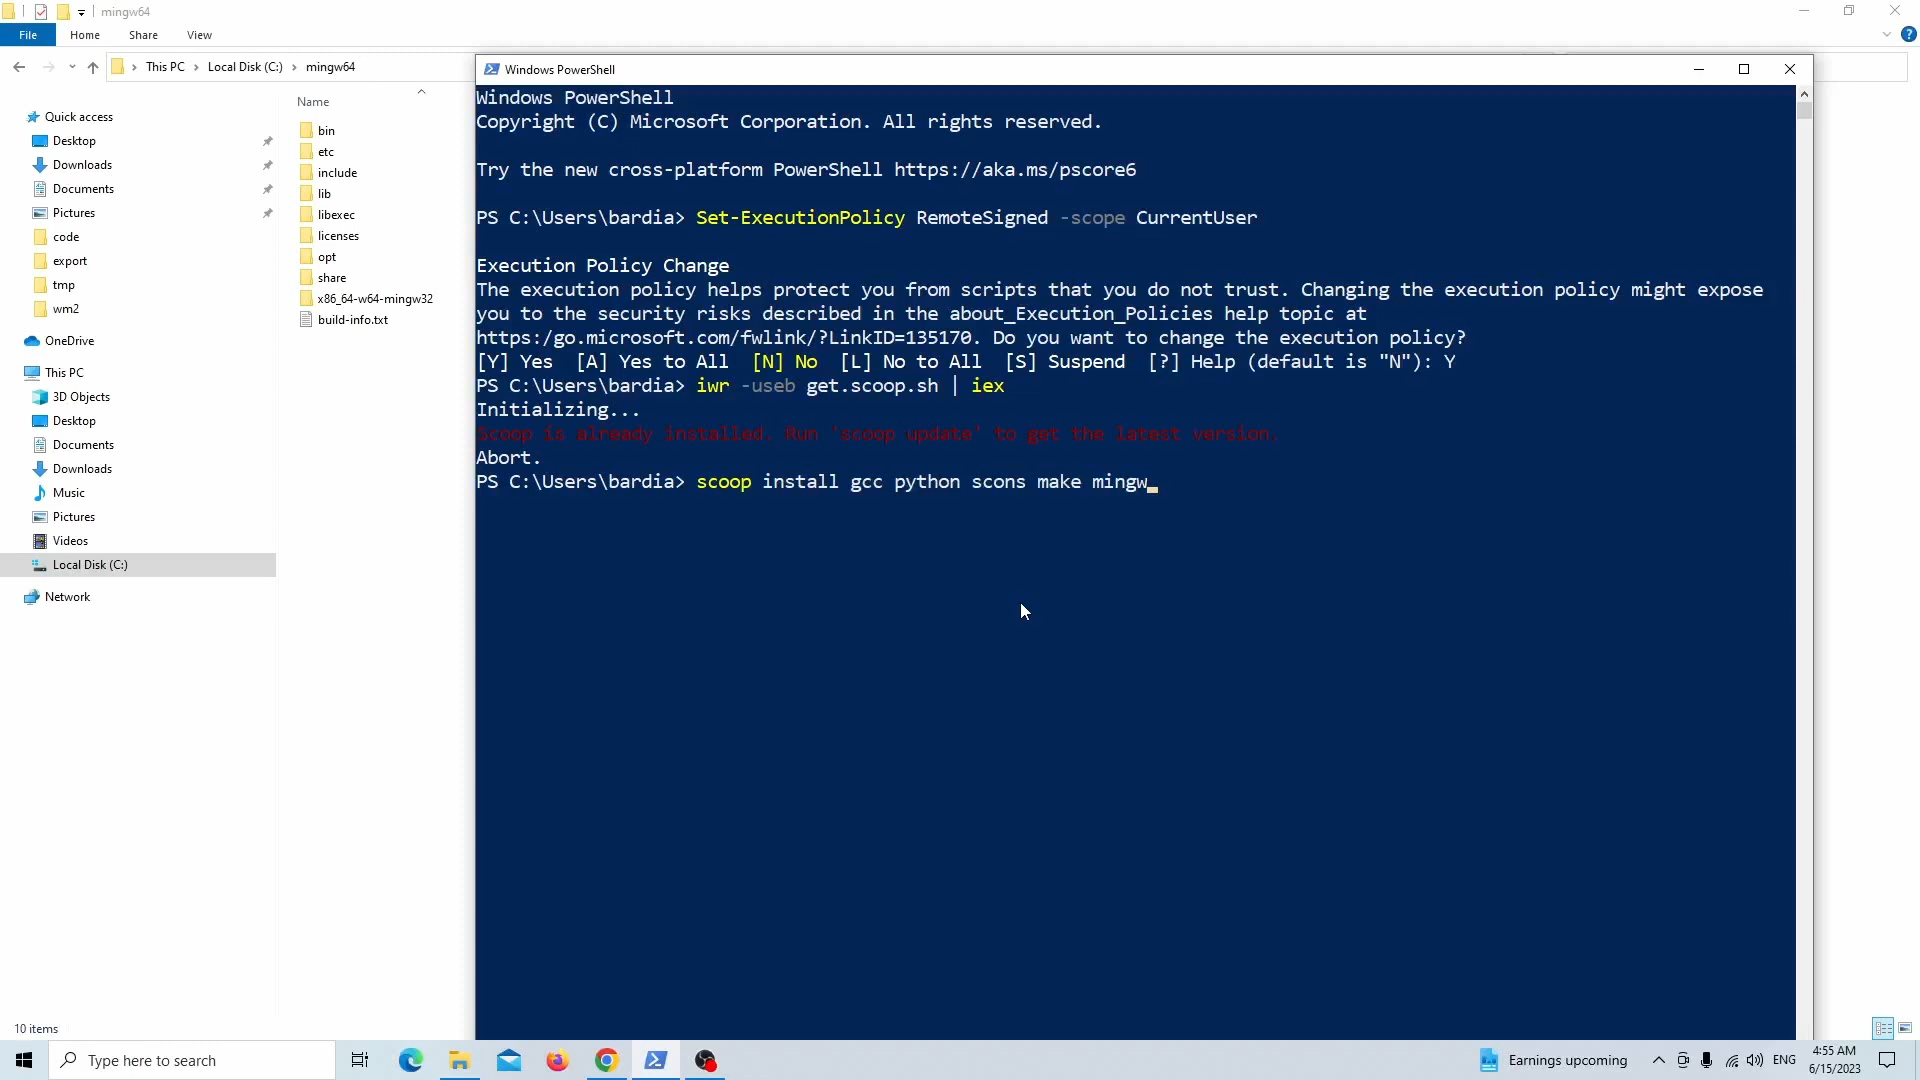 mingw64
File
Home
Share
View
This PC
Local Disk (C:)
mingw64
Name
Quick access
Desktop
Downloads
Documents
Pictures
code
export
tmp
wm2
OneDrive
This PC
3D Objects
Desktop
Documents
Downloads
Music
Pictures
Videos
Local Disk (C:)
Network
bin
etc
include
lib
libexec
licenses
opt
share
x86_64-w64-mingw32
build-info.txt
Windows PowerShell
Windows PowerShell
Copyright (C) Microsoft Corporation. All rights reserved.
Try the new cross-platform PowerShell https://aka.ms/pscore6
PS C:\Users\bardia> Set-ExecutionPolicy RemoteSigned -scope CurrentUser
Execution Policy Change
The execution policy helps protect you from scripts that you do not trust. Changing the execution policy might expose
you to the security risks described in the about_Execution_Policies help topic at
https:/go.microsoft.com/fwlink/?LinkID=135170. Do you want to change the execution policy?
[Y] Yes  [A] Yes to All  [N] No  [L] No to All  [S] Suspend  [?] Help (default is "N"): Y
PS C:\Users\bardia> iwr -useb get.scoop.sh | iex
Initializing...
Scoop is already installed. Run 'scoop update' to get the latest version.
Abort.
PS C:\Users\bardia> scoop install gcc python scons make mingw_
10 items
Type here to search
Earnings upcoming
ENG
4:55 AM
6/15/2023